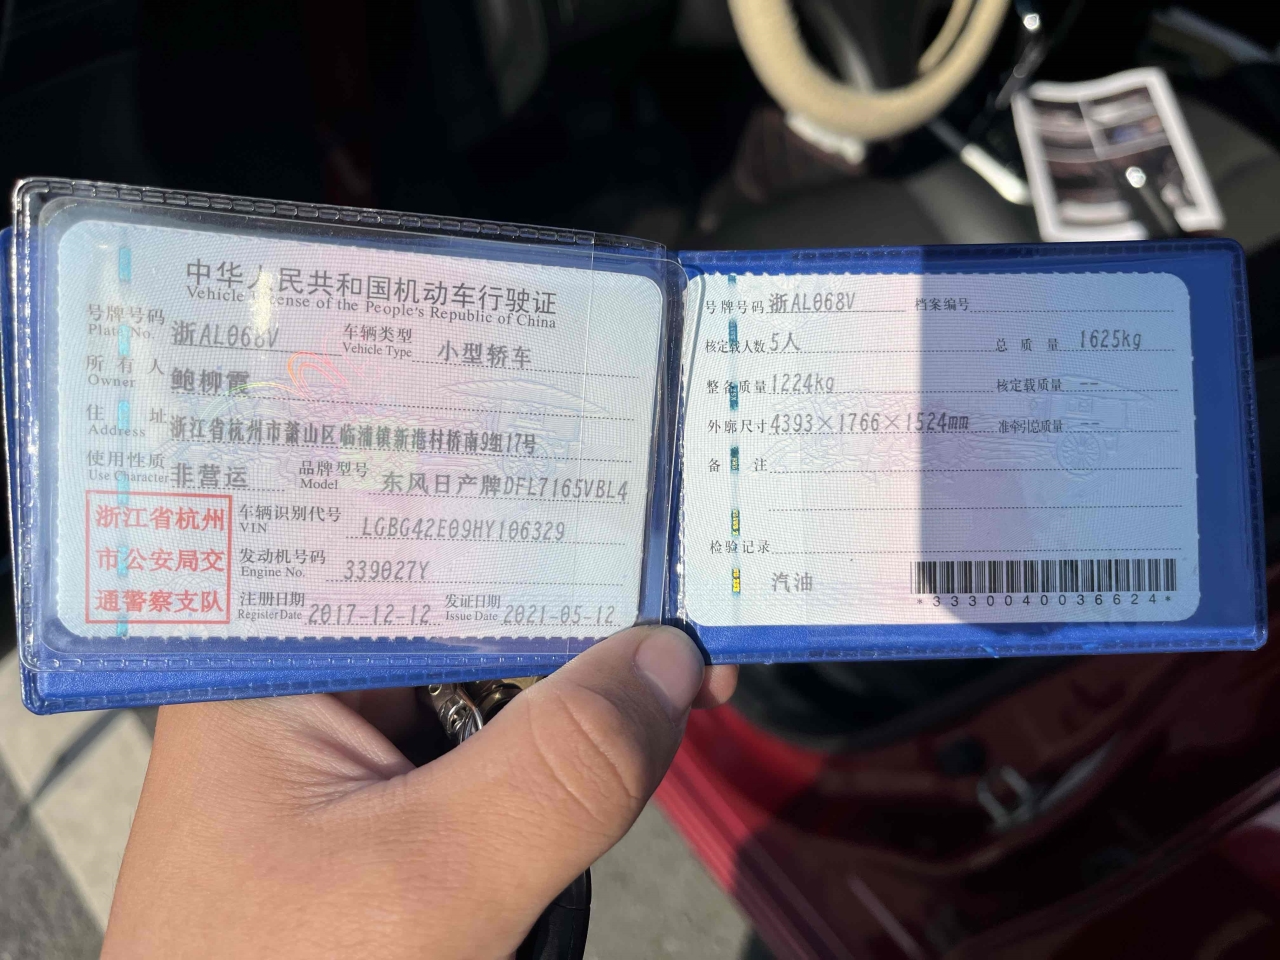 中华人民共和国机动车行驶证
Vehicle License of the People's Republic of China
号牌号码 浙AL068V 车辆类型 小型轿车
Plate No. Vehicle Type
所有人 鲍柳霞
Owner
住址 浙江省杭州市萧山区临浦镇新港村桥南9组17号
Address
使用性质 非营运 品牌型号 东风日产牌DFL7165VBL4
Use Character Model
浙江省杭州
市公安局交
通警察支队
车辆识别代号 LGBG42E09HY106329
VIN
发动机号码 339027Y
Engine No.
注册日期 2017-12-12 发证日期 2021-05-12
Register Date Issue Date
号牌号码 浙AL068V 档案编号
核定载人数 5人 总质量 1625kg
整备质量 1224kg 核定载质量 --
外廓尺寸 4393×1766×1524mm 准牵引总质量 --
备注
检验记录
汽油
*3330040036624*